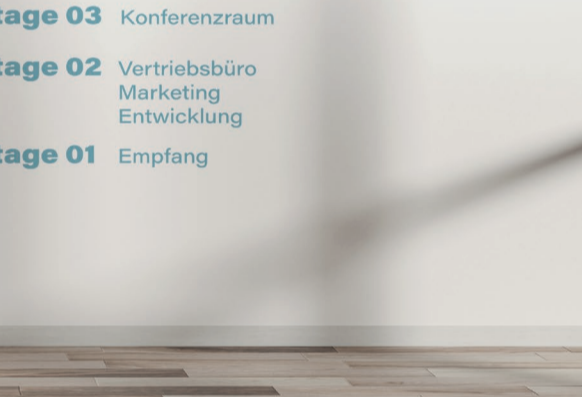 tage 03 Konferenzraum
tage 02 Vertriebsbüro
Marketing
Entwicklung
tage 01 Empfang